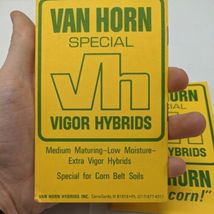 VAN HORN
SPECIAL
Vh
VIGOR HYBRIDS
Medium Maturing–Low Moisture–
Extra Vigor Hybrids
Special for Corn Belt Soils
VAN HORN HYBRIDS INC.
HORN
corn!"